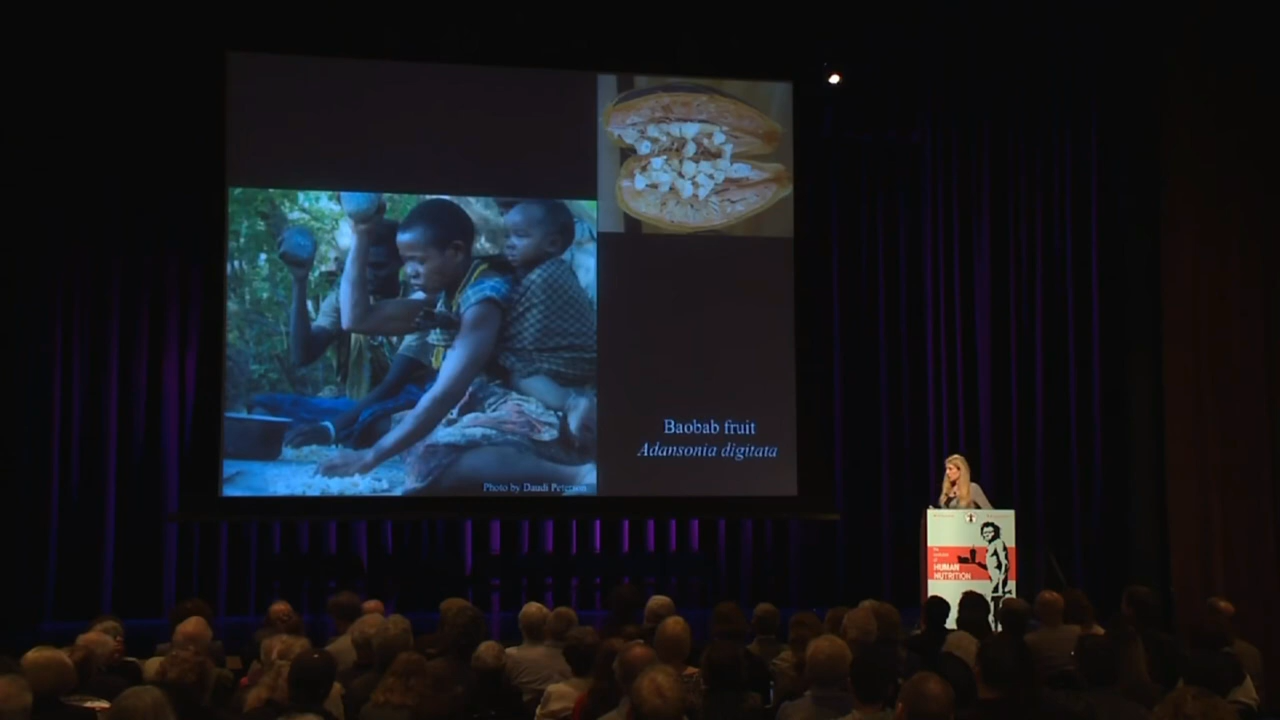 Baobab fruit
Adansonia digitata
Photo by Daudi Peterson
HUMAN
NUTRITION